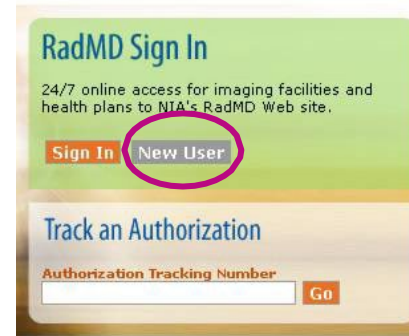 RadMD Sign In
24/7 online access for imaging facilities and
health plans to NIA's RadMD Web site.
Sign In New User
Track an Authorization
Authorization Tracking Number
Go